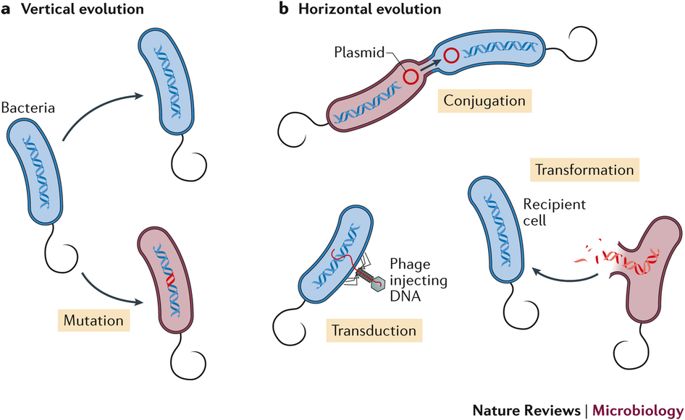 a Vertical evolution
Bacteria
Mutation
b Horizontal evolution
Plasmid
Conjugation
Transformation
Recipient
cell
Phage
injecting
DNA
Transduction
Nature Reviews | Microbiology